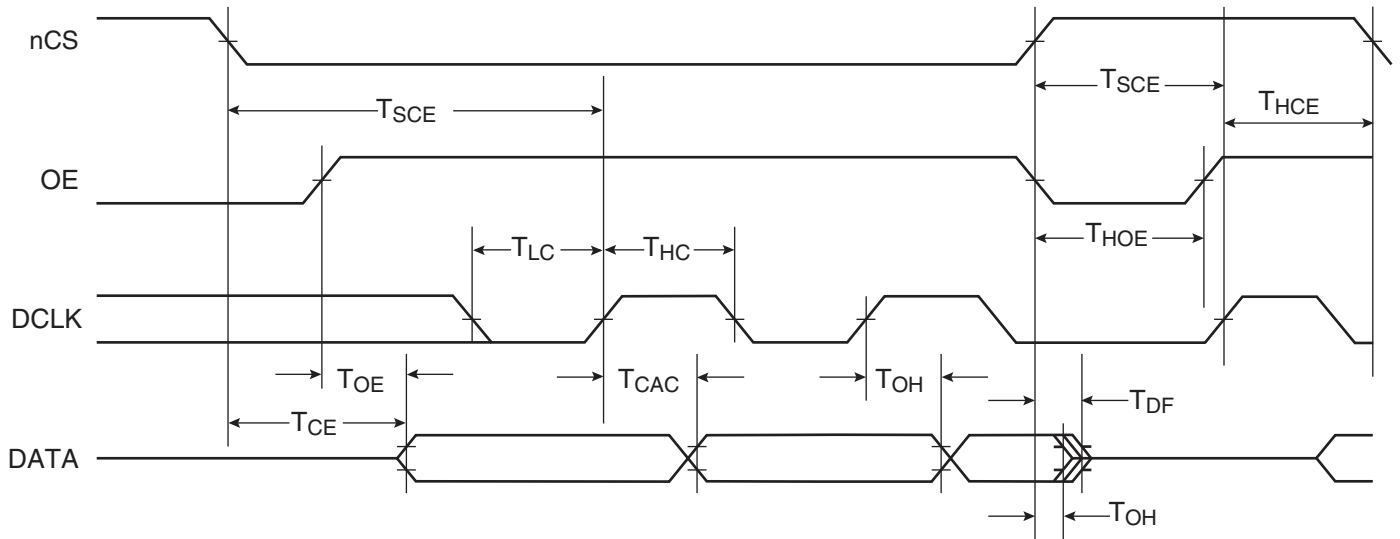 nCS
TSCE
TSCE
THCE
OE
TLC
THC
THOE
DCLK
TOE
TCAC
TOH
TDF
TCE
DATA
TOH